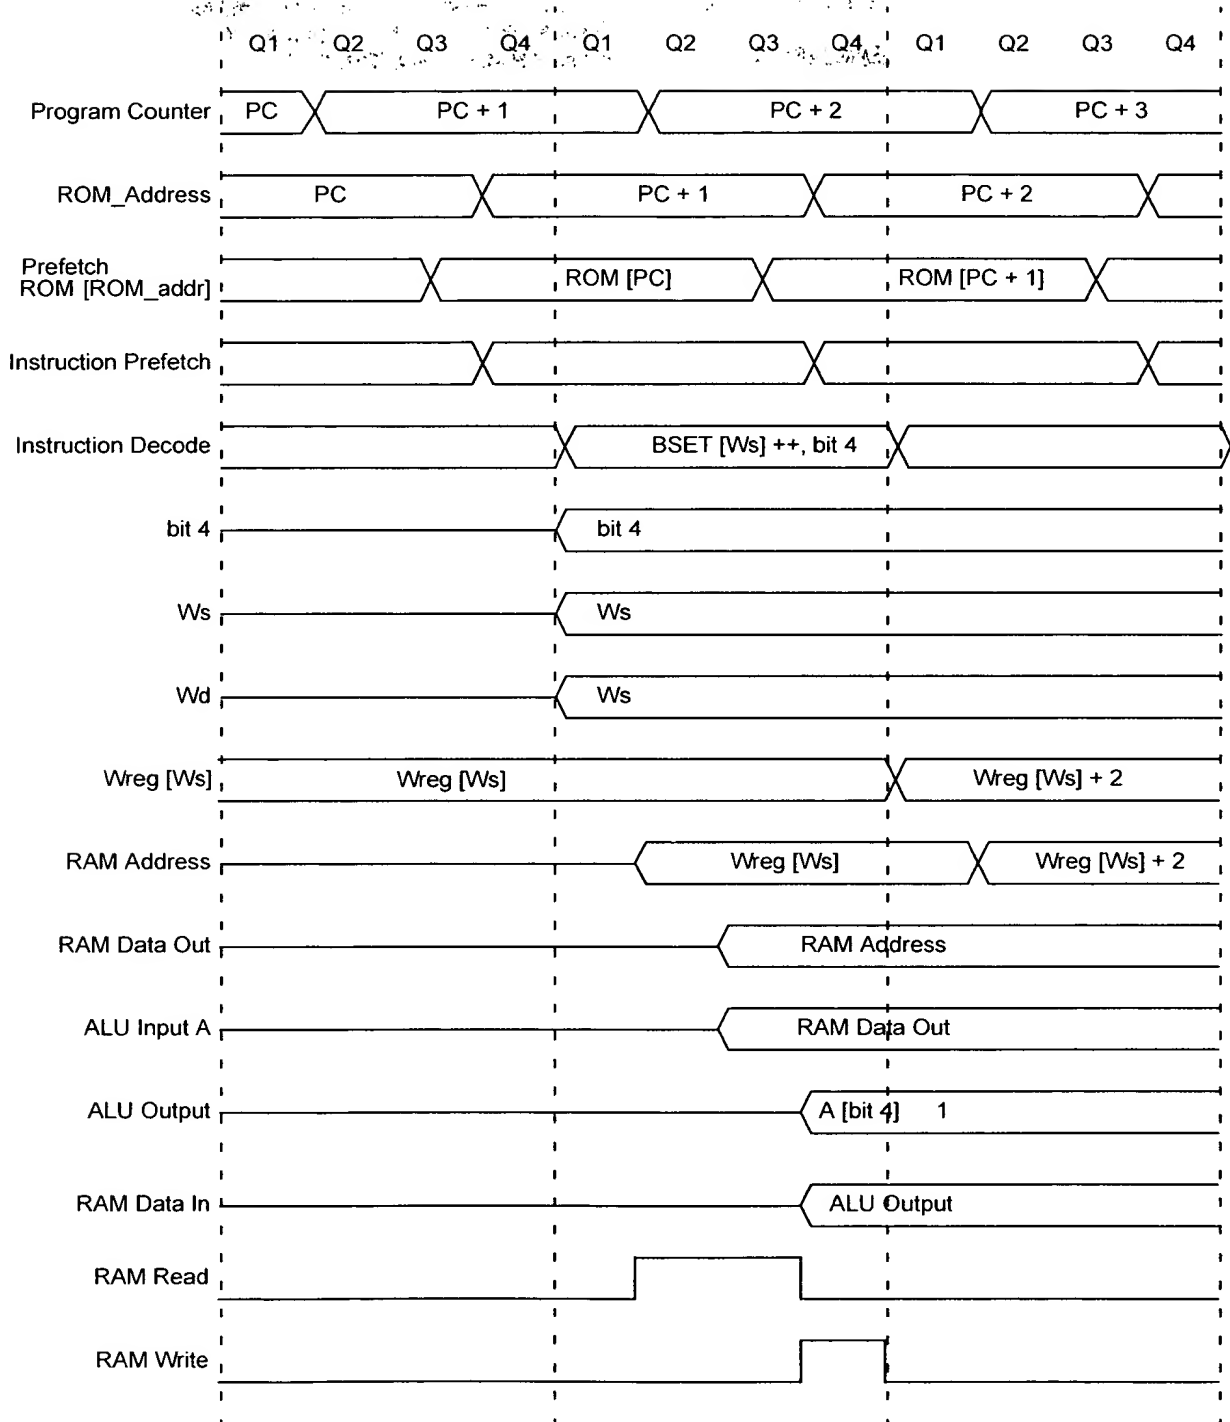 Q1 Q2 Q3 Q4 Q1 Q2 Q3 Q4 Q1 Q2 Q3 Q4
Program Counter PC PC + 1 PC + 2 PC + 3
ROM_Address PC PC + 1 PC + 2
Prefetch
ROM [ROM_addr] ROM [PC] ROM [PC + 1]
Instruction Prefetch
Instruction Decode BSET [Ws] ++, bit 4
bit 4 bit 4
Ws Ws
Wd Ws
Wreg [Ws] Wreg [Ws] Wreg [Ws] + 2
RAM Address Wreg [Ws] Wreg [Ws] + 2
RAM Data Out RAM Address
ALU Input A RAM Data Out
ALU Output A [bit 4] 1
RAM Data In ALU Output
RAM Read
RAM Write